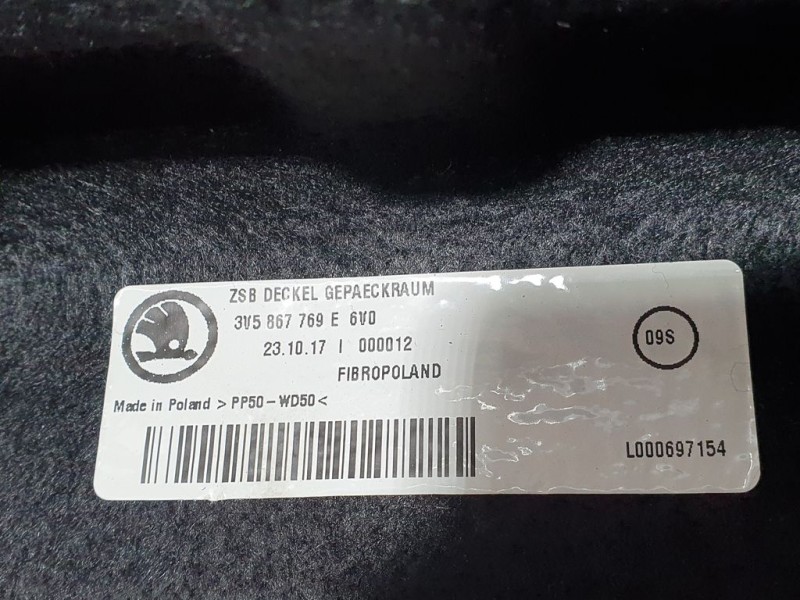 ZSB DECKEL GEPAECKRAUM
3V5 867 769 E 6V0
23.10.17 | 000012
09S
FIBROPOLAND
Made in Poland >PP50-WD50<
L000697154